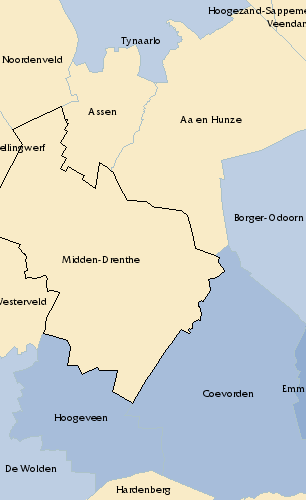 Hoogezand-Sappeme
Veendar
Tynaarlo
Noordenveld
Assen
Aa en Hunze
ellingwerf
Borger-Odoorn
Midden-Drenthe
Westerveld
Coevorden
Emm
Hoogeveen
De Wolden
Hardenberg